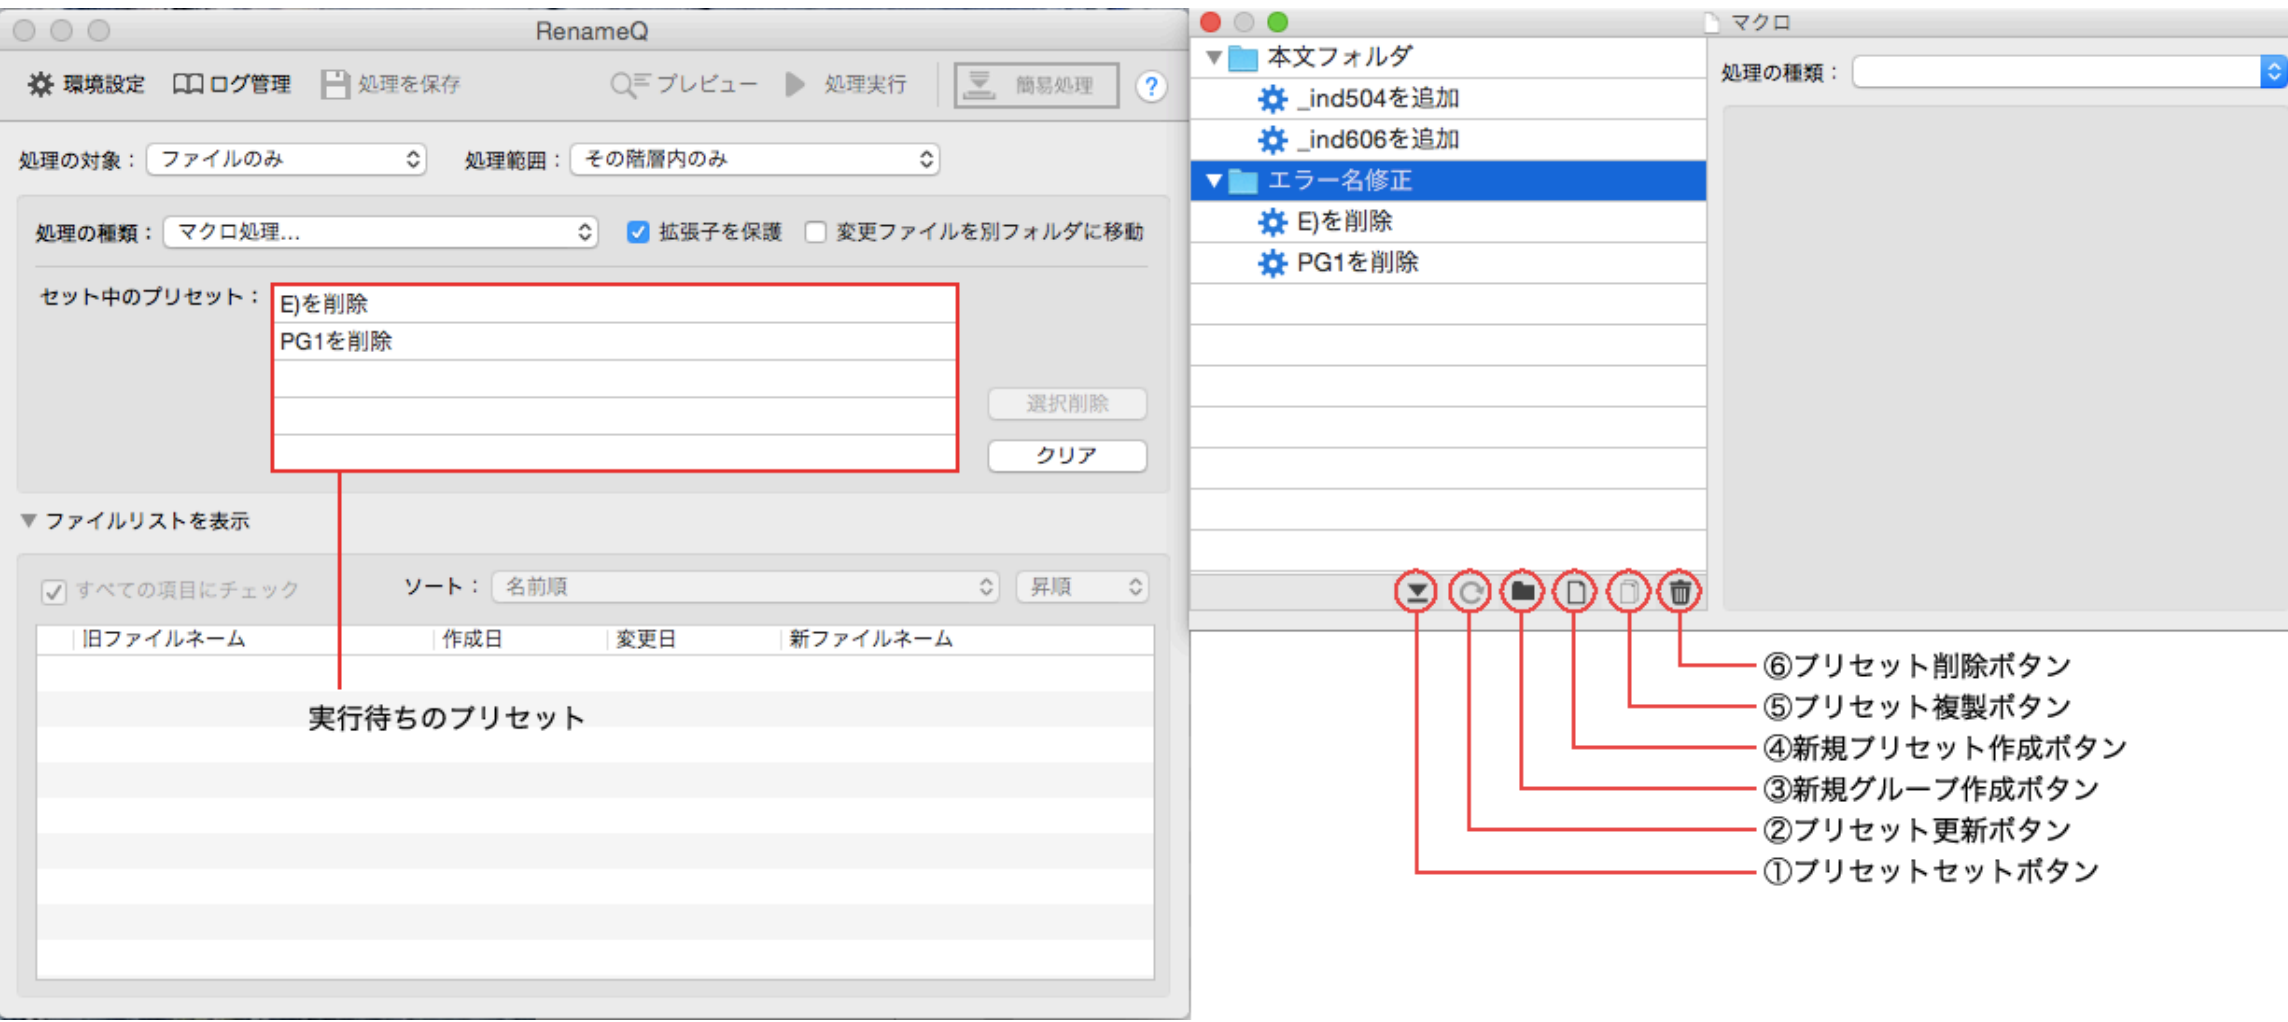 RenameQ
環境設定 ログ管理 処理を保存 プレビュー 処理実行 簡易処理 ?
処理の対象： ファイルのみ 処理範囲： その階層内のみ
処理の種類： マクロ処理... 拡張子を保護 変更ファイルを別フォルダに移動
セット中のプリセット：
E)を削除
PG1を削除
選択削除
クリア
ファイルリストを表示
すべての項目にチェック ソート： 名前順 昇順
旧ファイルネーム 作成日 変更日 新ファイルネーム
実行待ちのプリセット
マクロ
本文フォルダ
_ind504を追加
_ind606を追加
エラー名修正
E)を削除
PG1を削除
処理の種類：
⑥プリセット削除ボタン
⑤プリセット複製ボタン
④新規プリセット作成ボタン
③新規グループ作成ボタン
②プリセット更新ボタン
①プリセットセットボタン